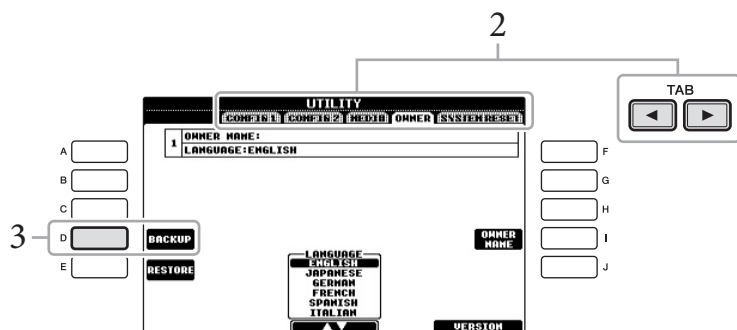 2
TAB
UTILITY
CONFIG 1 CONFIG 2 MEDIA OWNER SYSTEM RESET
1 OWNER NAME:
LANGUAGE:ENGLISH
A
F
B
G
C
H
3
D
BACKUP
OWNER
NAME
I
E
RESTORE
J
LANGUAGE
ENGLISH
JAPANESE
GERMAN
FRENCH
SPANISH
ITALIAN
VERSION